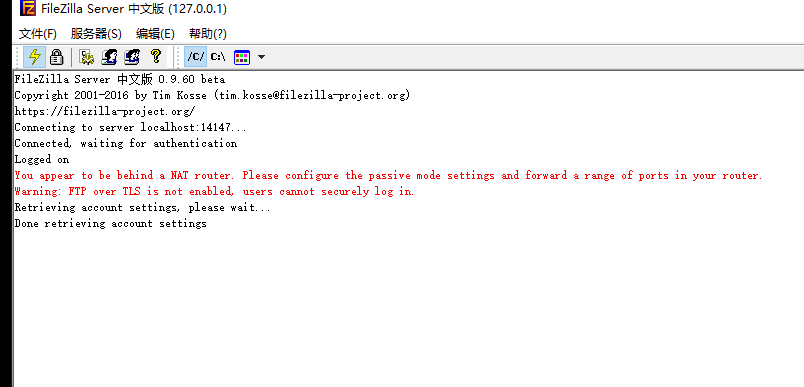 FileZilla Server 中文版 (127.0.0.1)
文件(F) 服务器(S) 编辑(E) 帮助(?)
/C/ C:\
FileZilla Server 中文版 0.9.60 beta
Copyright 2001-2016 by Tim Kosse (tim.kosse@filezilla-project.org)
https://filezilla-project.org/
Connecting to server localhost:14147...
Connected, waiting for authentication
Logged on
You appear to be behind a NAT router. Please configure the passive mode settings and forward a range of ports in your router.
Warning: FTP over TLS is not enabled, users cannot securely log in.
Retrieving account settings, please wait...
Done retrieving account settings